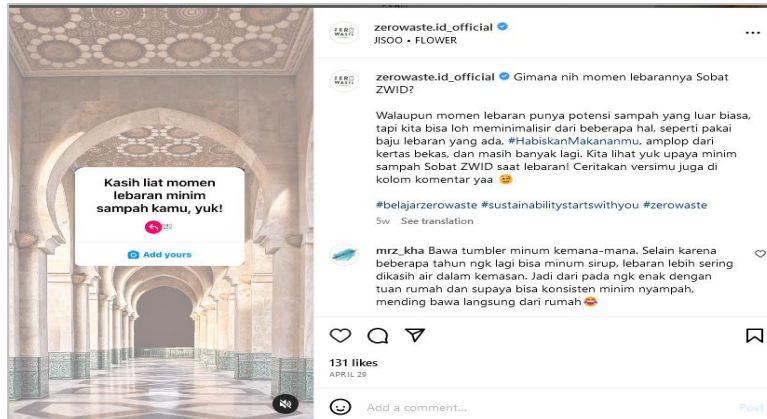 Kasih liat momen
lebaran minim
sampah kamu, yuk!
Add yours
ZERO
WASTE
zerowaste.id_official
JISOO • FLOWER
ZERO
WASTE
zerowaste.id_official Gimana nih momen lebarannya Sobat
ZWID?
Walaupun momen lebaran punya potensi sampah yang luar biasa,
tapi kita bisa loh meminimalisir dari beberapa hal, seperti pakai
baju lebaran yang ada, #HabiskanMakananmu, amplop dari
kertas bekas, dan masih banyak lagi. Kita lihat yuk upaya minim
sampah Sobat ZWID saat lebaran! Ceritakan versimu juga di
kolom komentar yaa 😉
#belajarzerowaste #sustainabilitystartswithyou #zerowaste
5w See translation
mrz_kha Bawa tumbler minum kemana-mana. Selain karena
beberapa tahun ngk lagi bisa minum sirup, lebaran lebih sering
dikasih air dalam kemasan. Jadi dari pada ngk enak dengan
tuan rumah dan supaya bisa konsisten minim nyampah,
mending bawa langsung dari rumah 😂
131 likes
APRIL 29
Add a comment...
Post